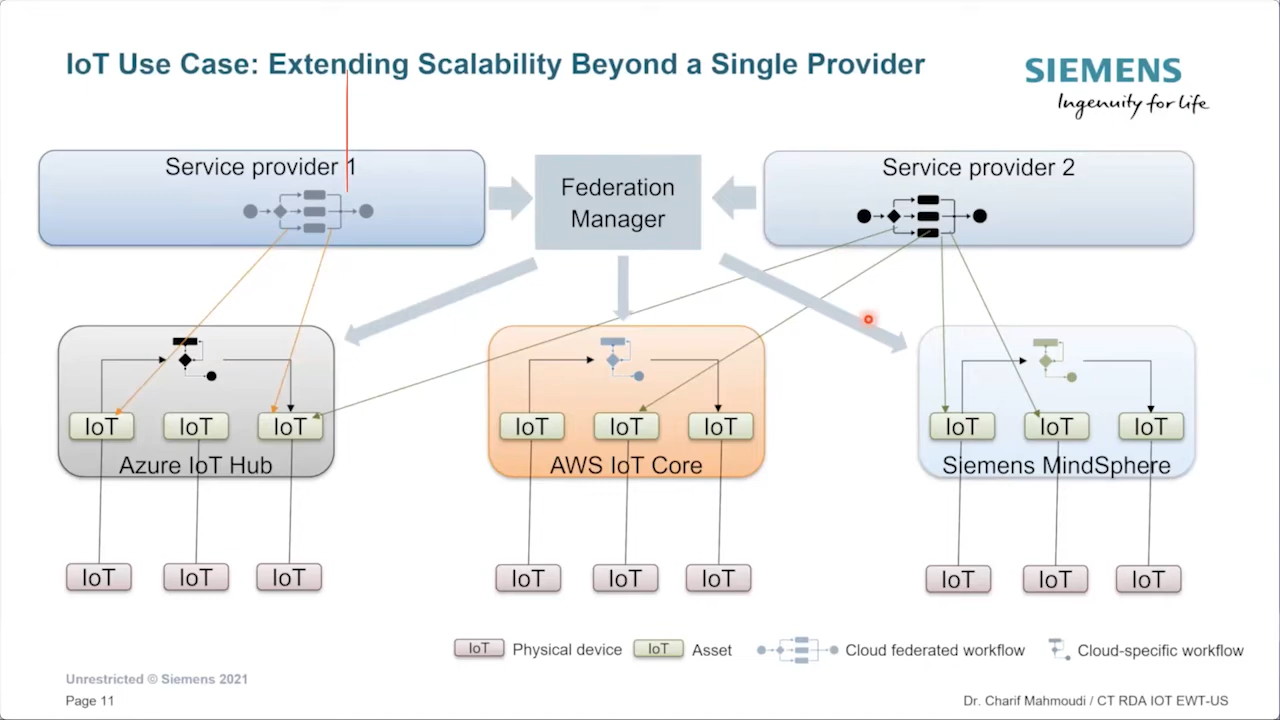 IoT Use Case: Extending Scalability Beyond a Single Provider
SIEMENS
Ingenuity for life
Service provider 1
Federation
Manager
Service provider 2
IoT IoT IoT
Azure IoT Hub
IoT IoT IoT
AWS IoT Core
IoT IoT IoT
Siemens MindSphere
IoT IoT IoT
IoT IoT IoT
IoT IoT IoT
IoT Physical device
IoT Asset
Cloud federated workflow
Cloud-specific workflow
Unrestricted © Siemens 2021
Page 11
Dr. Charif Mahmoudi / CT RDA IOT EWT-US